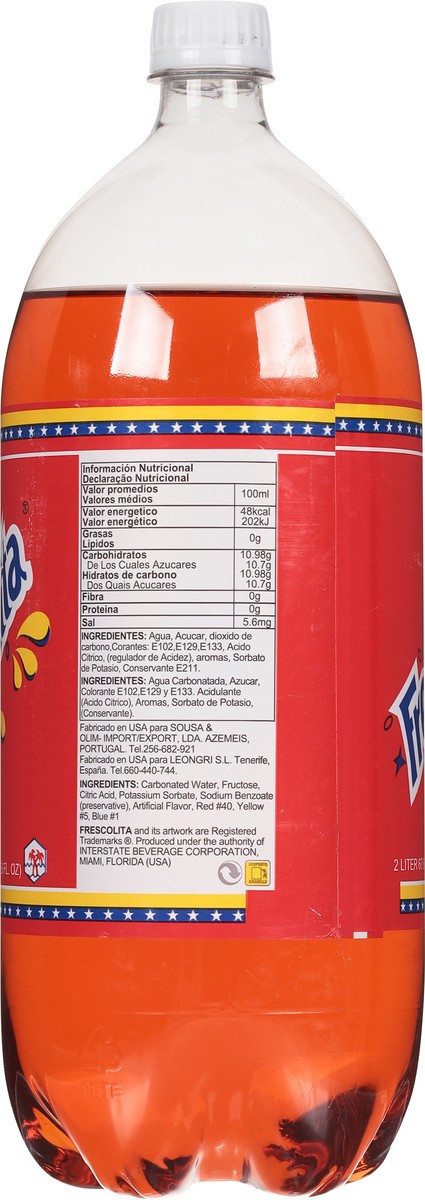 Información Nutricional
Declaração Nutricional
Valor promedios
Valores médios
100ml
Valor energetico 48kcal
Valor energético 202kJ
Grasas
Lípidos
0g
Carbohidratos 10.98g
De Los Cuales Azucares 10.7g
Hidratos de carbono 10.98g
Dos Quais Acucares 10.7g
Fibra 0g
Proteina 0g
Sal 5.6mg
INGREDIENTES: Agua, Acucar, dioxido de
carbono,Corantes: E102,E129,E133, Acido
Citrico, (regulador de Acidez), aromas, Sorbato
de Potasio, Conservante E211.
INGREDIENTES: Agua Carbonatada, Azucar,
Colorante E102,E129 y E133. Acidulante
(Acido Citrico), Aromas, Sorbato de Potasio,
(Conservante).
Fabricado en USA para SOUSA &
OLIM- IMPORT/EXPORT, LDA. AZEMEIS,
PORTUGAL. Tel.256-682-921
Fabricado en USA para LEONGRI S.L. Tenerife,
España. Tel.660-440-744.
INGREDIENTS: Carbonated Water, Fructose,
Citric Acid, Potassium Sorbate, Sodium Benzoate
(preservative), Artificial Flavor, Red #40, Yellow
#5, Blue #1
FRESCOLITA and its artwork are Registered
Trademarks ®. Produced under the authority of
INTERSTATE BEVERAGE CORPORATION,
MIAMI, FLORIDA (USA)
FL OZ)
2 LITER
ta
®
Fr